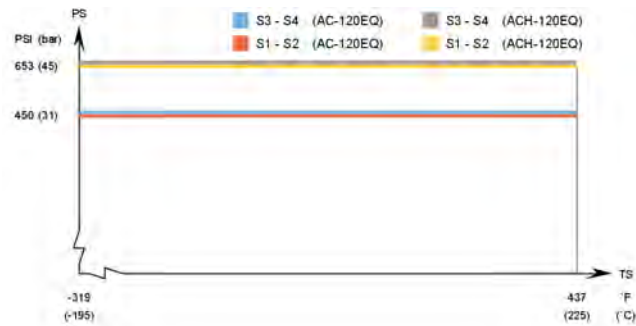 PS
S3 - S4 (AC-120EQ)
S3 - S4 (ACH-120EQ)
PSI (bar)
S1 - S2 (AC-120EQ)
S1 - S2 (ACH-120EQ)
653 (45)
450 (31)
TS
-319
437
°F
(-195)
(225)
(°C)